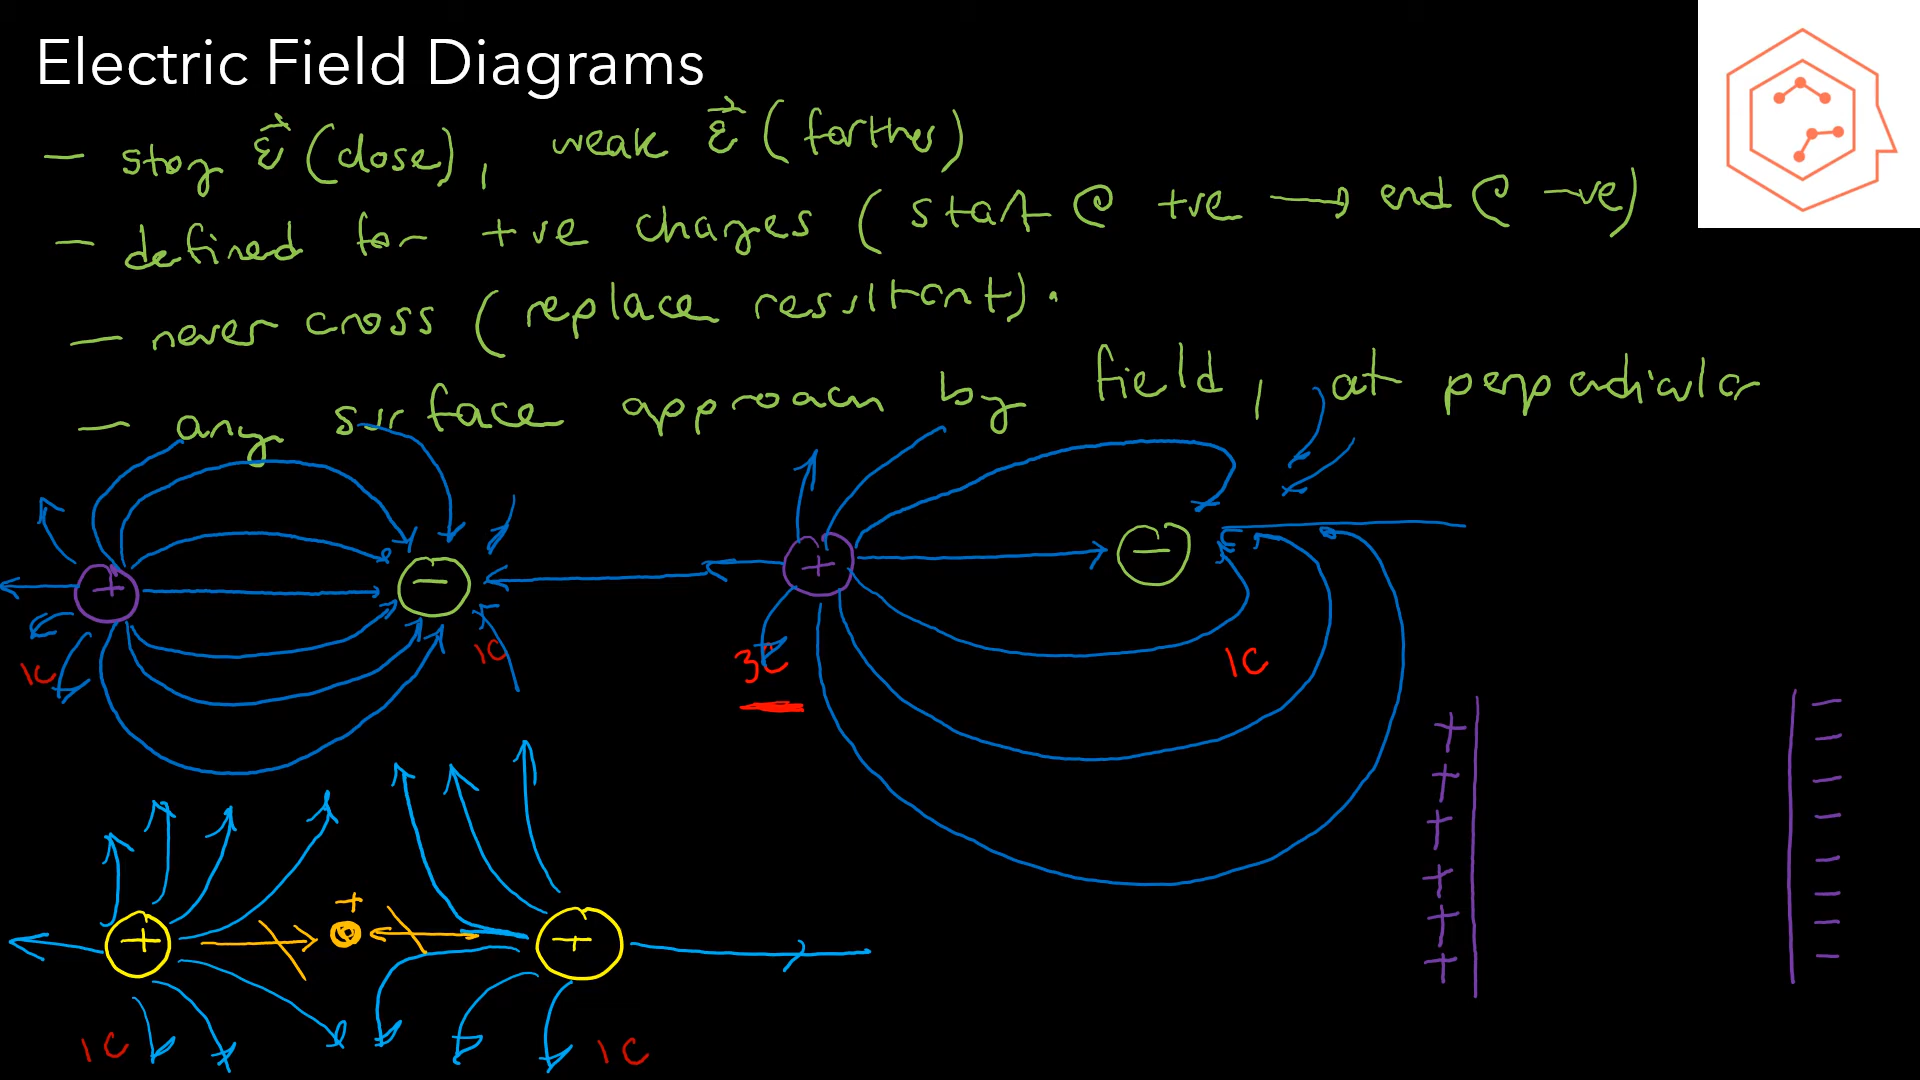 Electric Field Diagrams
— stog ε⃗ (close), weak ε⃗ (farther)
— defined for +ve charges (start @ +ve → end @ -ve)
— never cross (replace resultant).
— any surface approach by field, at perpendicular
+ −
+ −
1C 1C
3C 1C
+
+ +
1C 1C
+ + + + + +
− − − − − − − −